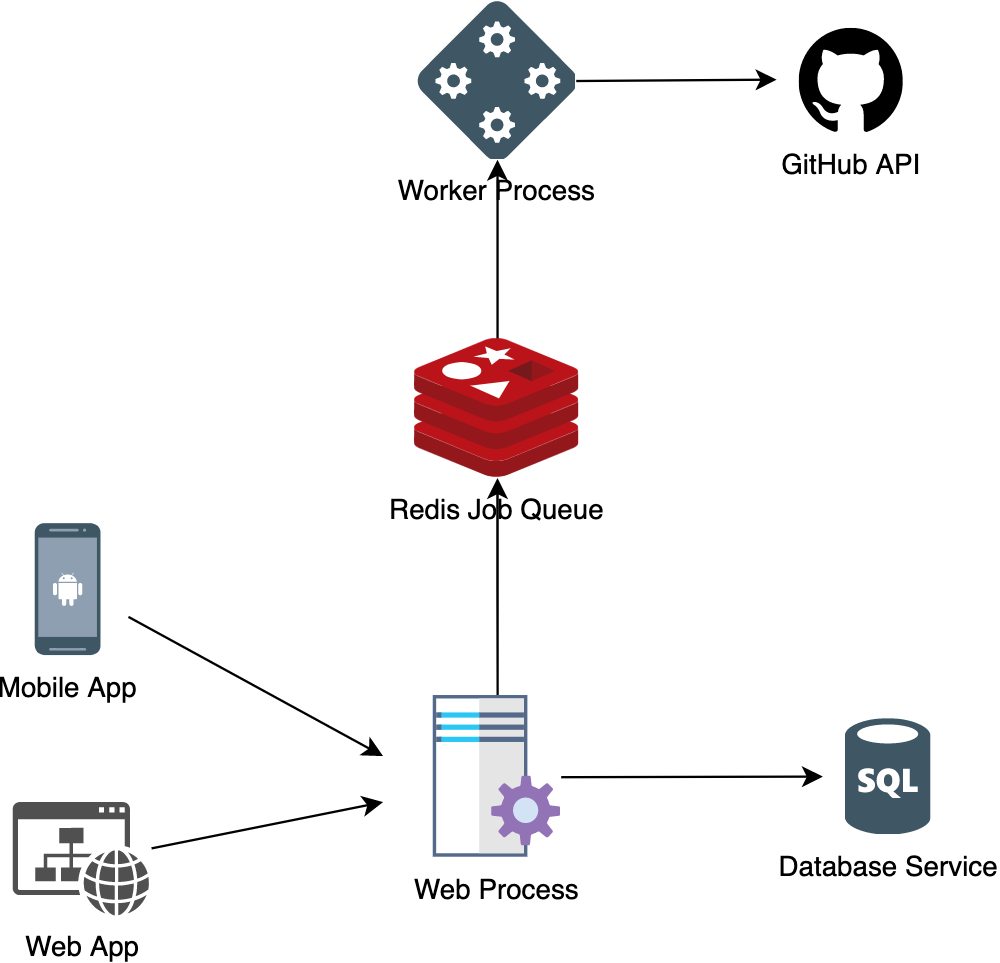 GitHub API
Worker Process
Redis Job Queue
Mobile App
SQL
Database Service
Web Process
Web App